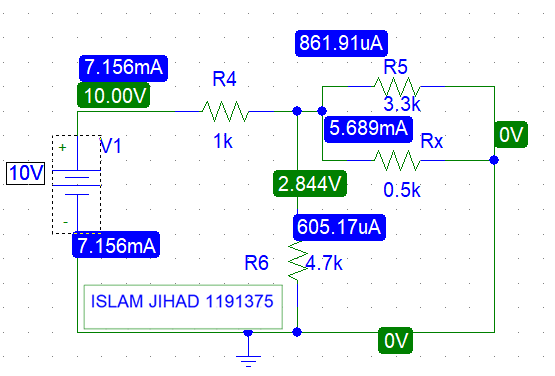 861.91uA
7.156mA
R4
R5
10.00V
3.3k
5.689mA
Rx
0V
+
V1
1k
10V
2.844V
0.5k
-
605.17uA
7.156mA
R6
4.7k
ISLAM JIHAD 1191375
0V